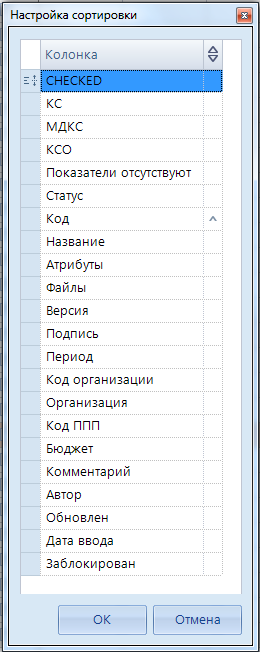 Настройка сортировки
Колонка
CHECKED
КС
МДКС
КСО
Показатели отсутствуют
Статус
Код
Название
Атрибуты
Файлы
Версия
Подпись
Период
Код организации
Организация
Код ППП
Бюджет
Комментарий
Автор
Обновлен
Дата ввода
Заблокирован
ОК Отмена